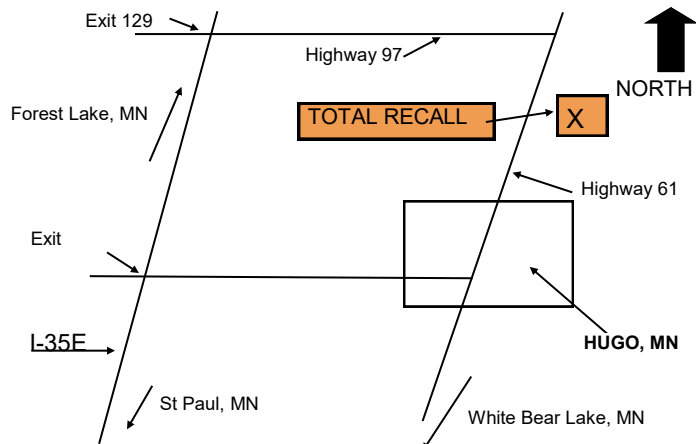 Exit 129
Highway 97
NORTH
Forest Lake, MN
TOTAL RECALL
X
Highway 61
Exit
I-35E
HUGO, MN
St Paul, MN
White Bear Lake, MN